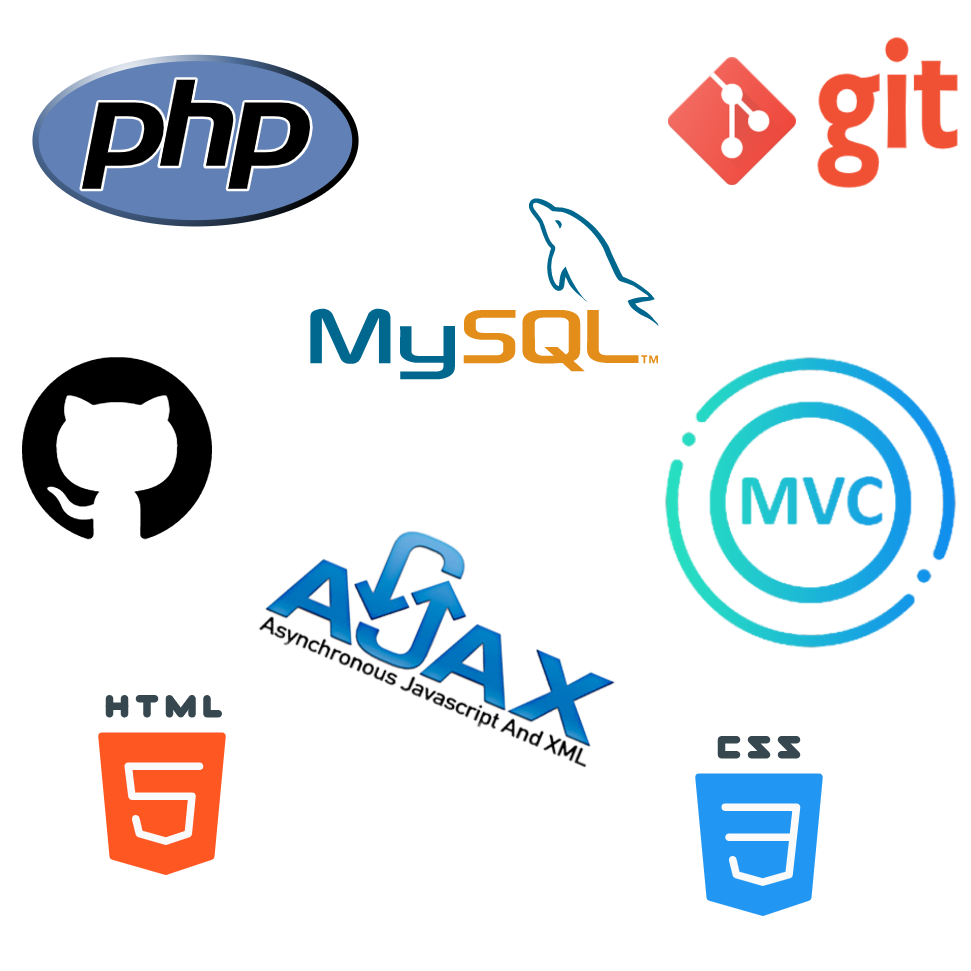 php
git
MySQL™
MVC
AJAX
Asynchronous Javascript And XML
HTML
5
CSS
3